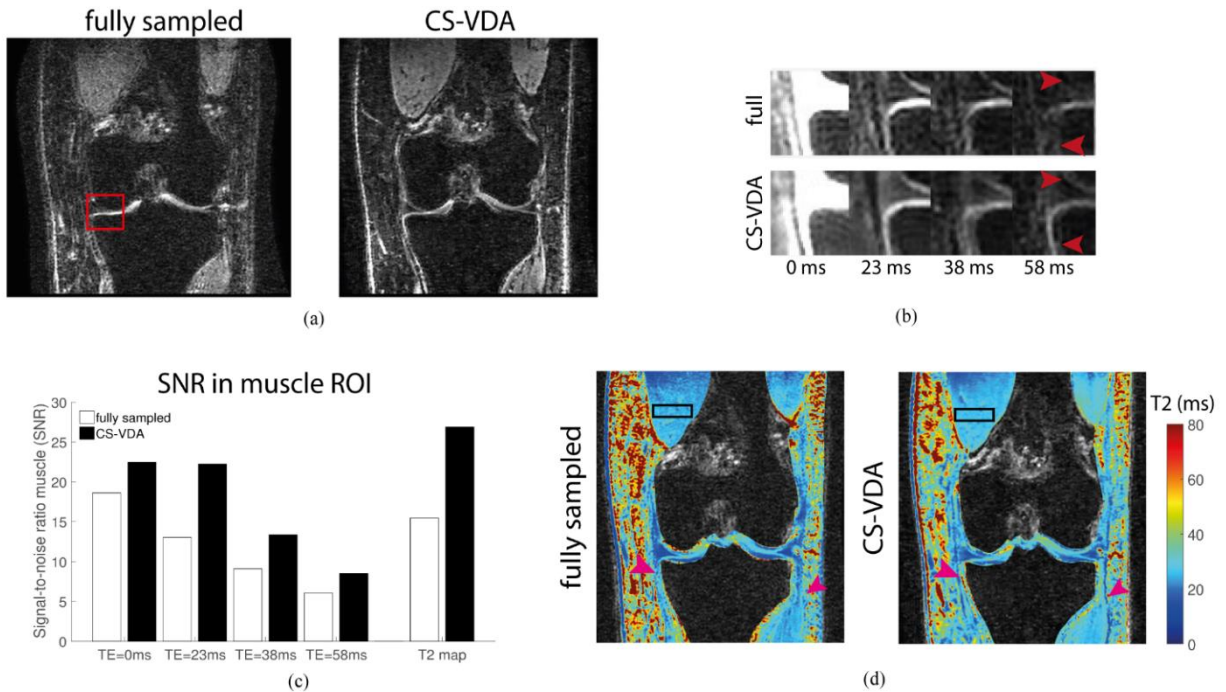 fully sampled
CS-VDA
(a)
full
CS-VDA
0 ms
23 ms
38 ms
58 ms
(b)
SNR in muscle ROI
fully sampled
CS-VDA
Signal-to-noise ratio muscle (SNR)
30
25
20
15
10
5
0
TE=0ms
TE=23ms
TE=38ms
TE=58ms
T2 map
(c)
fully sampled
CS-VDA
T2 (ms)
80
60
40
20
0
(d)